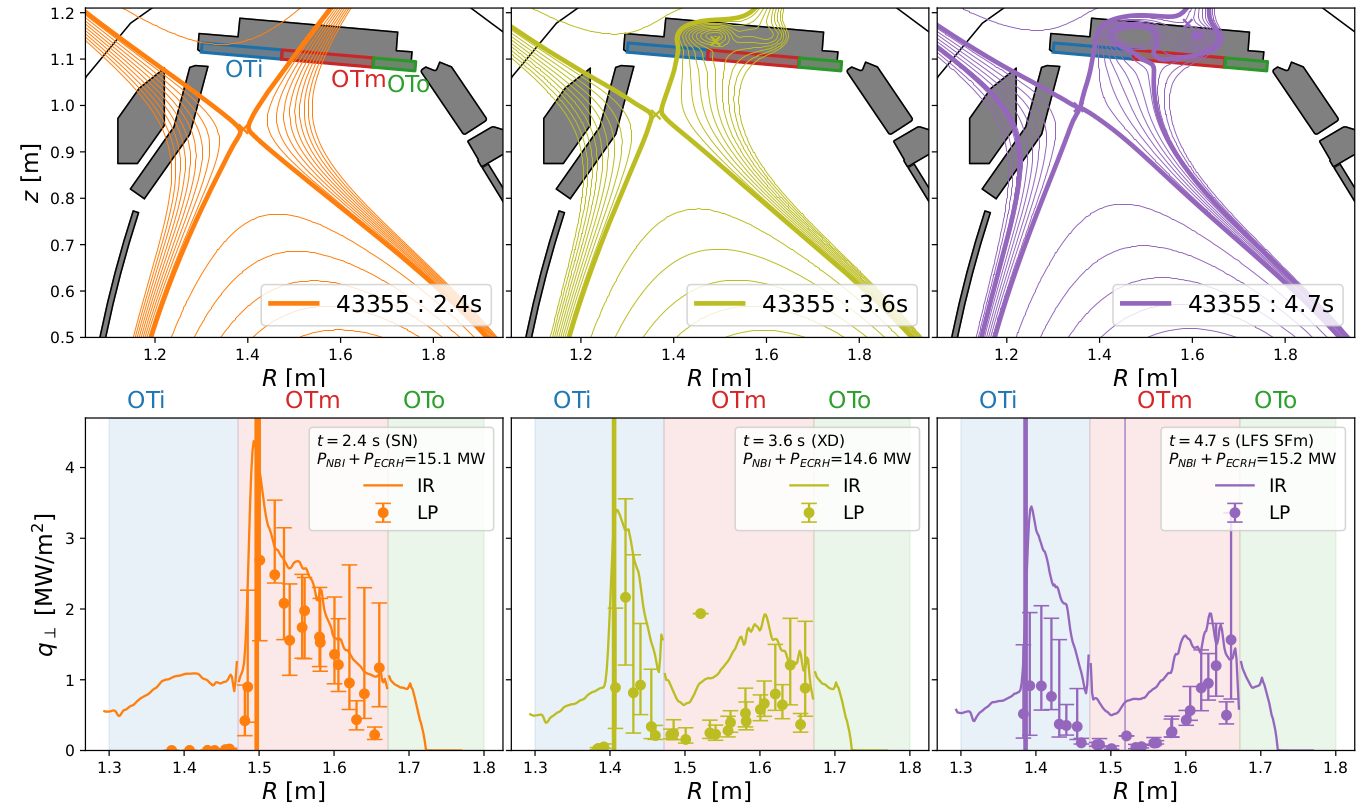 1.2
1.1
1.0
0.9
0.8
0.7
0.6
0.5
z [m]
OTi
OTm
OTo
43355 : 2.4s
43355 : 3.6s
43355 : 4.7s
1.2 1.4 1.6 1.8
1.2 1.4 1.6 1.8
1.2 1.4 1.6 1.8
R [m]
R [m]
R [m]
OTi OTm OTo
OTi OTm OTo
OTi OTm OTo
4
3
2
1
0
q⊥ [MW/m²]
t = 2.4 s (SN)
P_NBI + P_ECRH=15.1 MW
IR
LP
t = 3.6 s (XD)
P_NBI + P_ECRH=14.6 MW
IR
LP
t = 4.7 s (LFS SFm)
P_NBI + P_ECRH=15.2 MW
IR
LP
1.3 1.4 1.5 1.6 1.7 1.8
1.3 1.4 1.5 1.6 1.7 1.8
1.3 1.4 1.5 1.6 1.7 1.8
R [m]
R [m]
R [m]